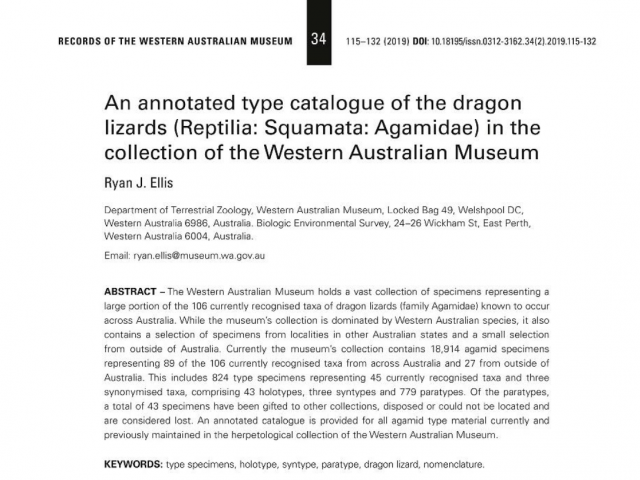 RECORDS OF THE WESTERN AUSTRALIAN MUSEUM 34 115–132 (2019) DOI: 10.18195/issn.0312-3162.34(2).2019.115-132
An annotated type catalogue of the dragon
lizards (Reptilia: Squamata: Agamidae) in the
collection of the Western Australian Museum
Ryan J. Ellis
Department of Terrestrial Zoology, Western Australian Museum, Locked Bag 49, Welshpool DC,
Western Australia 6986, Australia. Biologic Environmental Survey, 24–26 Wickham St, East Perth,
Western Australia 6004, Australia.
Email: ryan.ellis@museum.wa.gov.au
ABSTRACT – The Western Australian Museum holds a vast collection of specimens representing a
large portion of the 106 currently recognised taxa of dragon lizards (family Agamidae) known to occur
across Australia. While the museum's collection is dominated by Western Australian species, it also
contains a selection of specimens from localities in other Australian states and a small selection
from outside of Australia. Currently the museum's collection contains 18,914 agamid specimens
representing 89 of the 106 currently recognised taxa from across Australia and 27 from outside of
Australia. This includes 824 type specimens representing 45 currently recognised taxa and three
synonymised taxa, comprising 43 holotypes, three syntypes and 779 paratypes. Of the paratypes,
a total of 43 specimens have been gifted to other collections, disposed or could not be located and
are considered lost. An annotated catalogue is provided for all agamid type material currently and
previously maintained in the herpetological collection of the Western Australian Museum.
KEYWORDS: type specimens, holotype, syntype, paratype, dragon lizard, nomenclature.